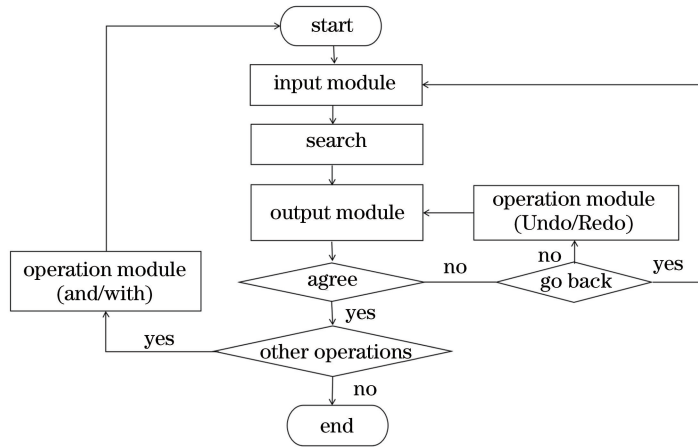 start
input module
search
output module
operation module
(Undo/Redo)
no
operation module
(and/with)
agree
no
go back
yes
yes
yes
other operations
no
end